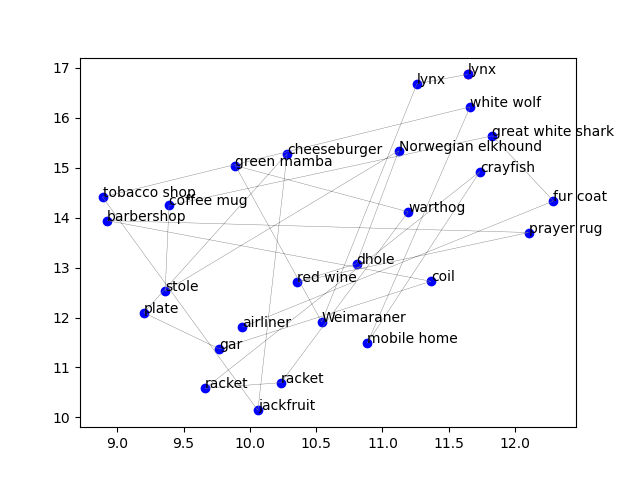 17
16
15
14
13
12
11
10
lynx
lynx
white wolf
great white shark
Norwegian elkhound
cheeseburger
green mamba
crayfish
tobacco shop
coffee mug
fur coat
barbershop
warthog
prayer rug
dhole
red wine
coil
stole
plate
airliner
Weimaraner
gar
mobile home
racket
racket
jackfruit
9.0 9.5 10.0 10.5 11.0 11.5 12.0